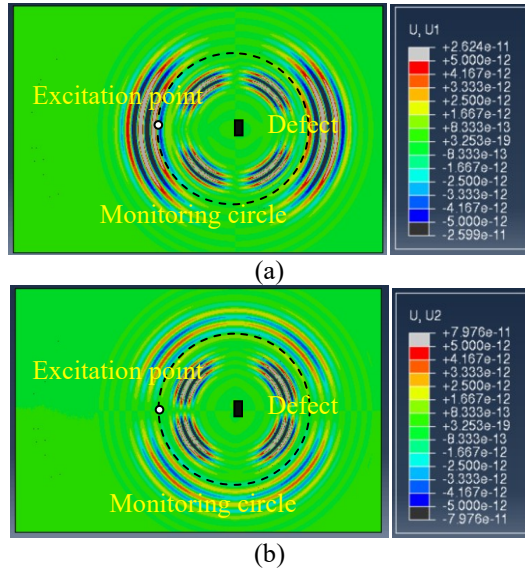 U, U1
+2.624e-11
+5.000e-12
+4.167e-12
+3.333e-12
+2.500e-12
+1.667e-12
+8.333e-13
+3.253e-19
-8.333e-13
-1.667e-12
-2.500e-12
-3.333e-12
-4.167e-12
-5.000e-12
-2.599e-11
Excitation point
Defect
Monitoring circle
(a)
U, U2
+7.976e-11
+5.000e-12
+4.167e-12
+3.333e-12
+2.500e-12
+1.667e-12
+8.333e-13
+3.253e-19
-8.333e-13
-1.667e-12
-2.500e-12
-3.333e-12
-4.167e-12
-5.000e-12
-7.976e-11
Excitation point
Defect
Monitoring circle
(b)